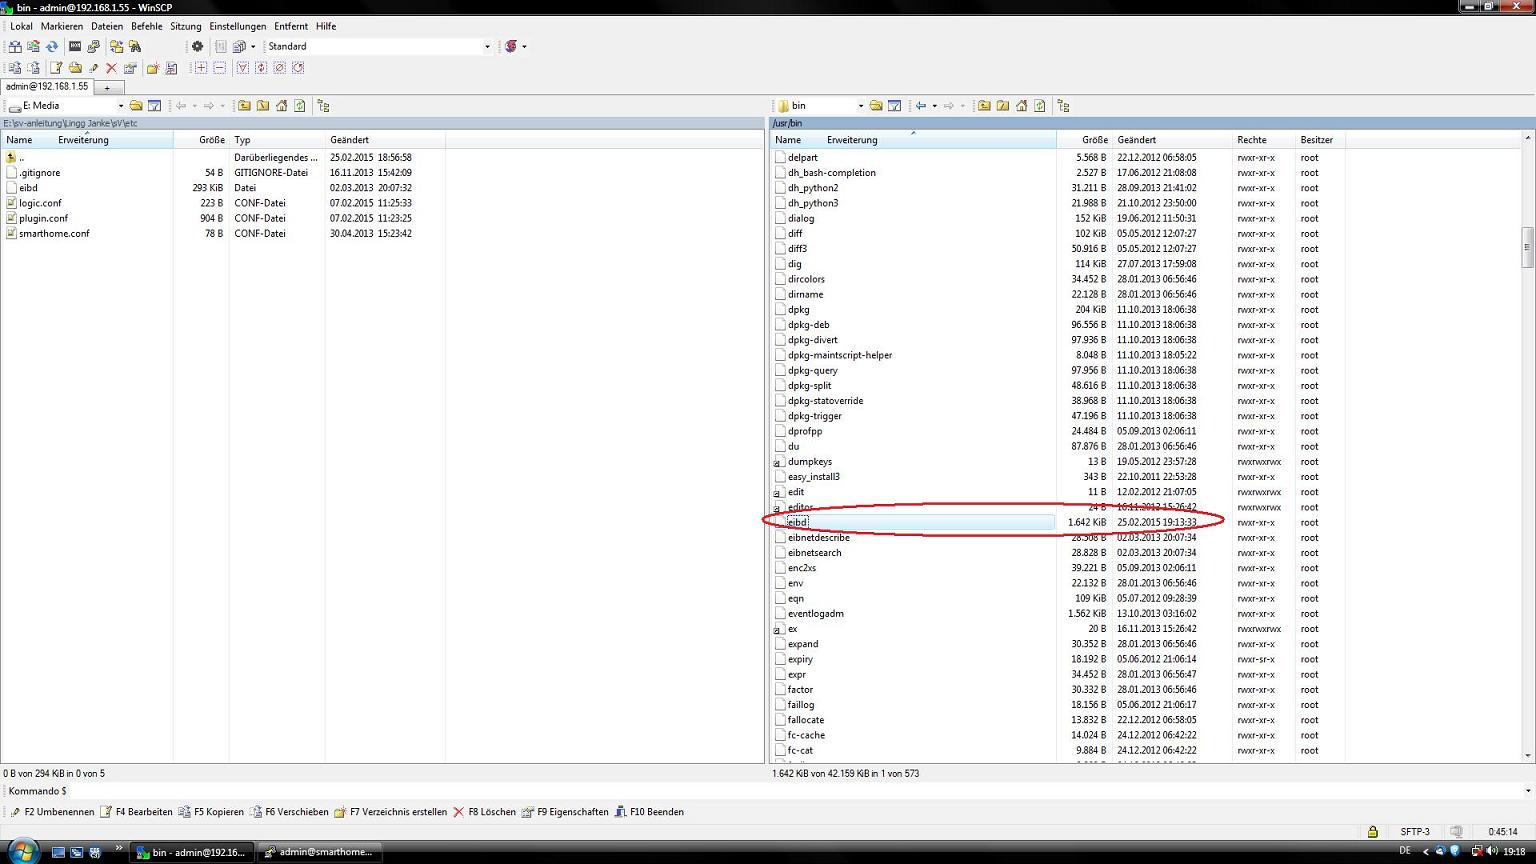 bin - admin@192.168.1.55 - WinSCP
Lokal Markieren Dateien Befehle Sitzung Einstellungen Entfernt Hilfe
Standard
admin@192.168.1.55 +
E: Media
bin
E:\sv-anleitung\Lingg Janke\sV\etc
/usr/bin
Name Erweiterung Größe Typ Geändert
.. Darüberliegendes ... 25.02.2015 18:56:58
.gitignore 54 B GITIGNORE-Datei 16.11.2013 15:42:09
eibd 293 KiB Datei 02.03.2013 20:07:32
logic.conf 223 B CONF-Datei 07.02.2015 11:25:33
plugin.conf 904 B CONF-Datei 07.02.2015 11:23:25
smarthome.conf 78 B CONF-Datei 30.04.2013 15:23:42
Name Erweiterung Größe Geändert Rechte Besitzer
delpart 5.568 B 22.12.2012 06:58:05 rwxr-xr-x root
dh_bash-completion 2.527 B 17.06.2012 21:08:08 rwxr-xr-x root
dh_python2 31.211 B 28.09.2013 21:41:02 rwxr-xr-x root
dh_python3 21.988 B 21.10.2012 23:50:00 rwxr-xr-x root
dialog 152 KiB 19.06.2012 11:50:31 rwxr-xr-x root
diff 102 KiB 05.05.2012 12:07:27 rwxr-xr-x root
diff3 50.916 B 05.05.2012 12:07:27 rwxr-xr-x root
dig 114 KiB 27.07.2013 17:59:08 rwxr-xr-x root
dircolors 34.452 B 28.01.2013 06:56:46 rwxr-xr-x root
dirname 22.128 B 28.01.2013 06:56:46 rwxr-xr-x root
dpkg 204 KiB 11.10.2013 18:06:38 rwxr-xr-x root
dpkg-deb 96.556 B 11.10.2013 18:06:38 rwxr-xr-x root
dpkg-divert 97.936 B 11.10.2013 18:06:38 rwxr-xr-x root
dpkg-maintscript-helper 8.048 B 11.10.2013 18:05:22 rwxr-xr-x root
dpkg-query 97.956 B 11.10.2013 18:06:38 rwxr-xr-x root
dpkg-split 48.616 B 11.10.2013 18:06:38 rwxr-xr-x root
dpkg-statoverride 38.968 B 11.10.2013 18:06:38 rwxr-xr-x root
dpkg-trigger 47.196 B 11.10.2013 18:06:38 rwxr-xr-x root
dprofpp 24.484 B 05.09.2013 02:06:11 rwxr-xr-x root
du 87.876 B 28.01.2013 06:56:46 rwxr-xr-x root
dumpkeys 13 B 19.05.2012 23:57:28 rwxrwxrwx root
easy_install3 343 B 22.10.2011 22:53:28 rwxr-xr-x root
edit 11 B 12.02.2012 21:07:05 rwxrwxrwx root
editor 24 B 16.11.2013 15:26:42 rwxrwxrwx root
eibd 1.642 KiB 25.02.2015 19:13:33 rwxr-xr-x root
eibnetdescribe 28.508 B 02.03.2013 20:07:34 rwxr-xr-x root
eibnetsearch 28.828 B 02.03.2013 20:07:34 rwxr-xr-x root
enc2xs 39.221 B 05.09.2013 02:06:11 rwxr-xr-x root
env 22.132 B 28.01.2013 06:56:46 rwxr-xr-x root
eqn 109 KiB 05.07.2012 09:28:39 rwxr-xr-x root
eventlogadm 1.562 KiB 13.10.2013 03:16:02 rwxr-xr-x root
ex 20 B 16.11.2013 15:26:42 rwxrwxrwx root
expand 30.352 B 28.01.2013 06:56:46 rwxr-xr-x root
expiry 18.192 B 05.06.2012 21:06:14 rwxr-sr-x root
expr 34.452 B 28.01.2013 06:56:47 rwxr-xr-x root
factor 30.332 B 28.01.2013 06:56:46 rwxr-xr-x root
faillog 18.156 B 05.06.2012 21:06:17 rwxr-xr-x root
fallocate 13.832 B 22.12.2012 06:58:05 rwxr-xr-x root
fc-cache 14.024 B 24.12.2012 06:42:22 rwxr-xr-x root
fc-cat 9.884 B 24.12.2012 06:42:22 rwxr-xr-x root
0 B von 294 KiB in 0 von 5
1.642 KiB von 42.159 KiB in 1 von 573
Kommando $
F2 Umbenennen F4 Bearbeiten F5 Kopieren F6 Verschieben F7 Verzeichnis erstellen F8 Löschen F9 Eigenschaften F10 Beenden
SFTP-3 0:45:14
bin - admin@192.16... admin@smarthome... DE 19:18